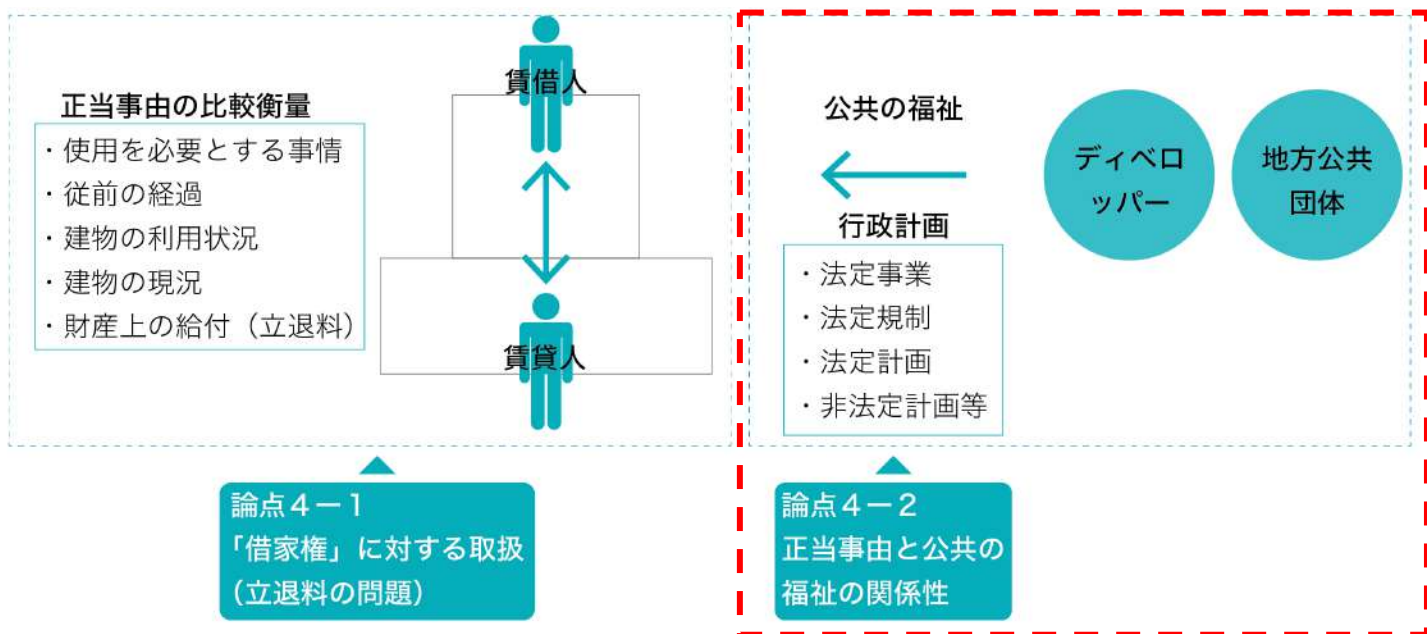 賃借人
正当事由の比較衡量
・使用を必要とする事情
・従前の経過
・建物の利用状況
・建物の現況
・財産上の給付（立退料）
賃貸人
公共の福祉
行政計画
・法定事業
・法定規制
・法定計画
・非法定計画等
ディベロ
ッパー
地方公共
団体
論点４－１
「借家権」に対する取扱
（立退料の問題）
論点４－２
正当事由と公共の
福祉の関係性